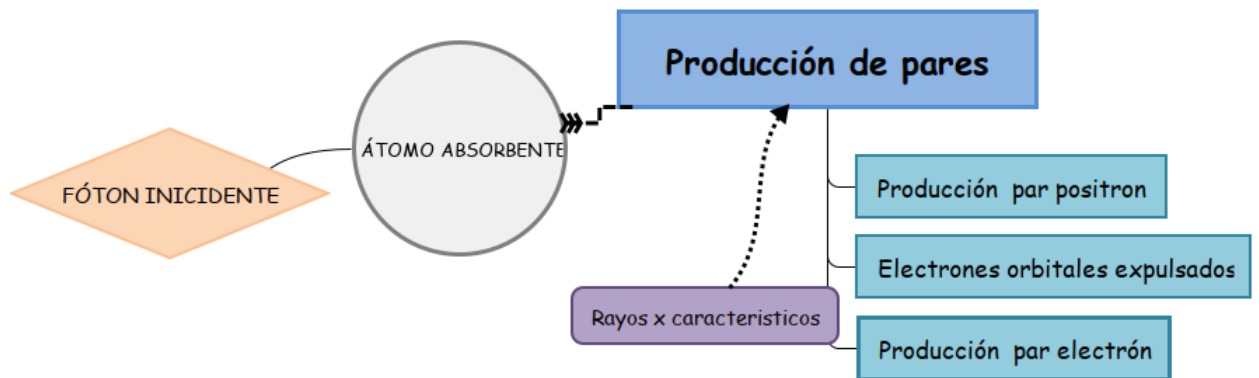 Producción de pares
ÁTOMO ABSORBENTE
FÓTON INICIDENTE
Producción par positron
Electrones orbitales expulsados
Rayos x caracteristicos
Producción par electrón